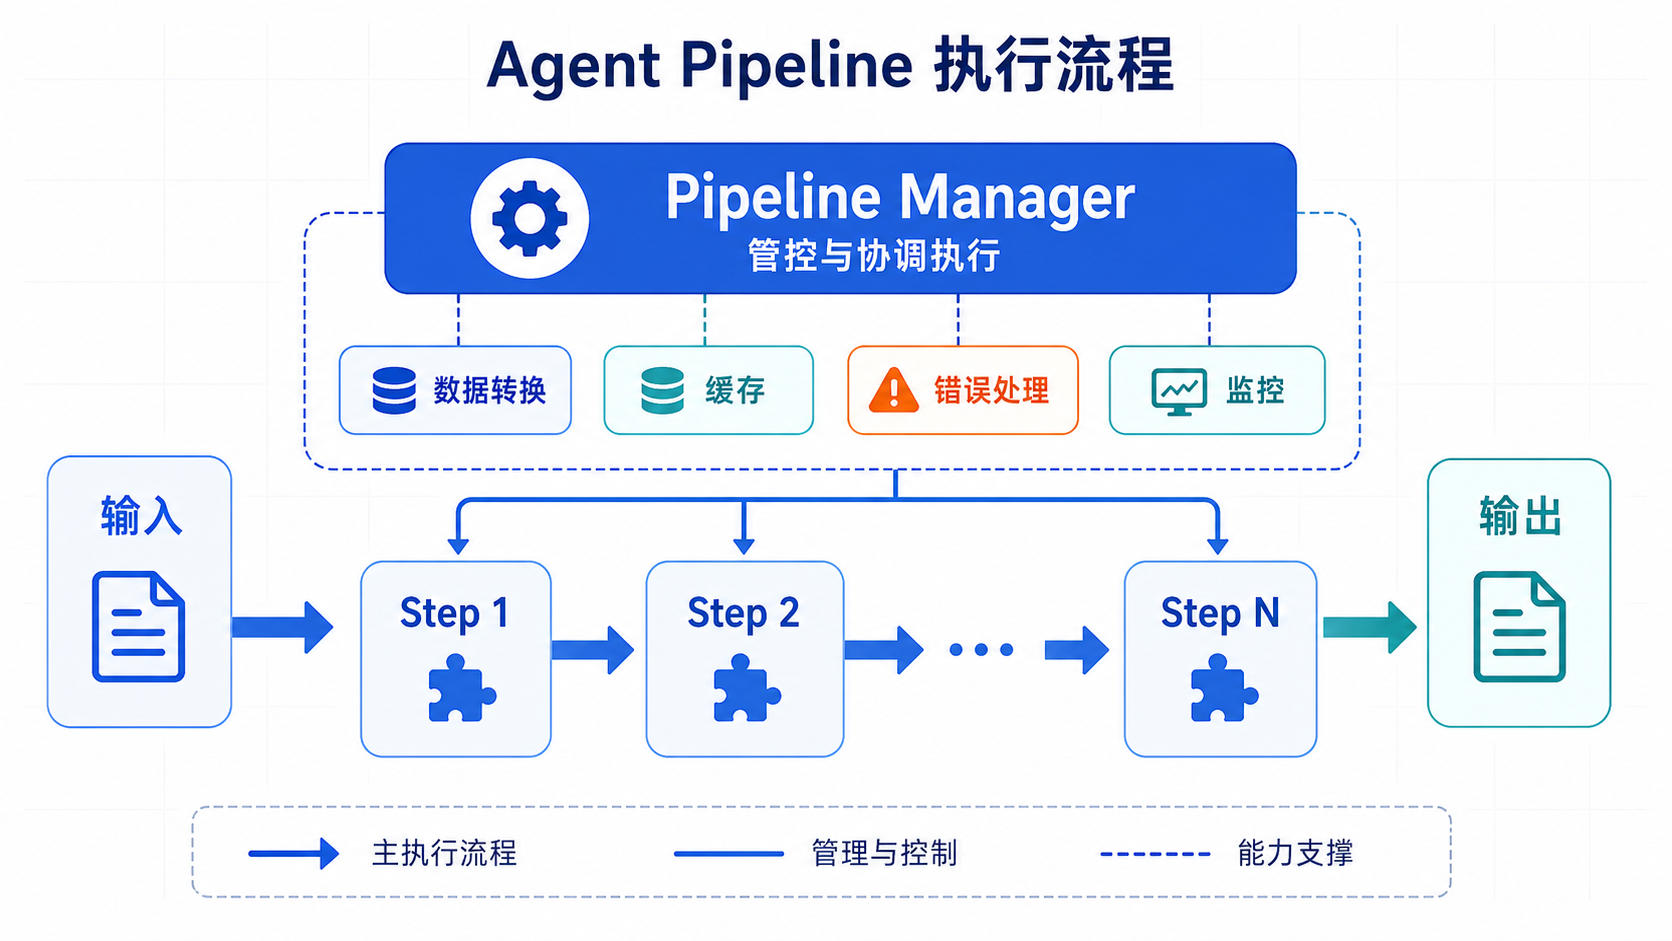 Agent Pipeline 执行流程
Pipeline Manager
管控与协调执行
数据转换
缓存
错误处理
监控
输入
Step 1
Step 2
...
Step N
输出
主执行流程
管理与控制
能力支撑